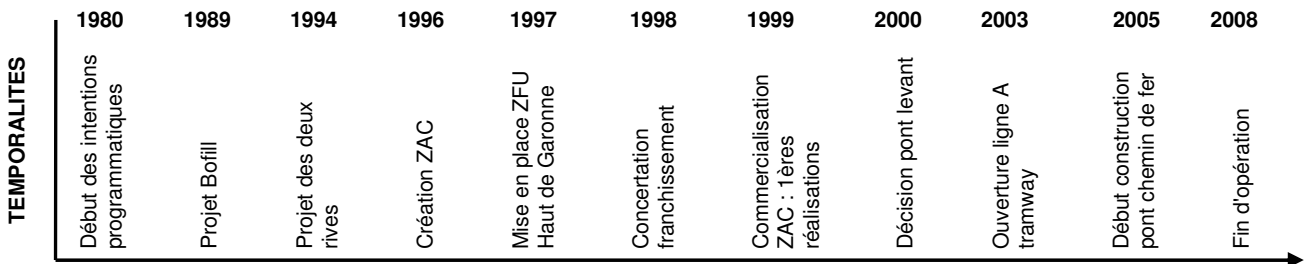 1980 1989 1994 1996 1997 1998 1999 2000 2003 2005 2008
TEMPORALITES
Début des intentions
programmatiques
Projet Bofill
Projet des deux
rives
Création ZAC
Mise en place ZFU
Haut de Garonne
Concertation
franchissement
Commercialisation
ZAC : 1ères
réalisations
Décision pont levant
Ouverture ligne A
tramway
Début construction
pont chemin de fer
Fin d'opération